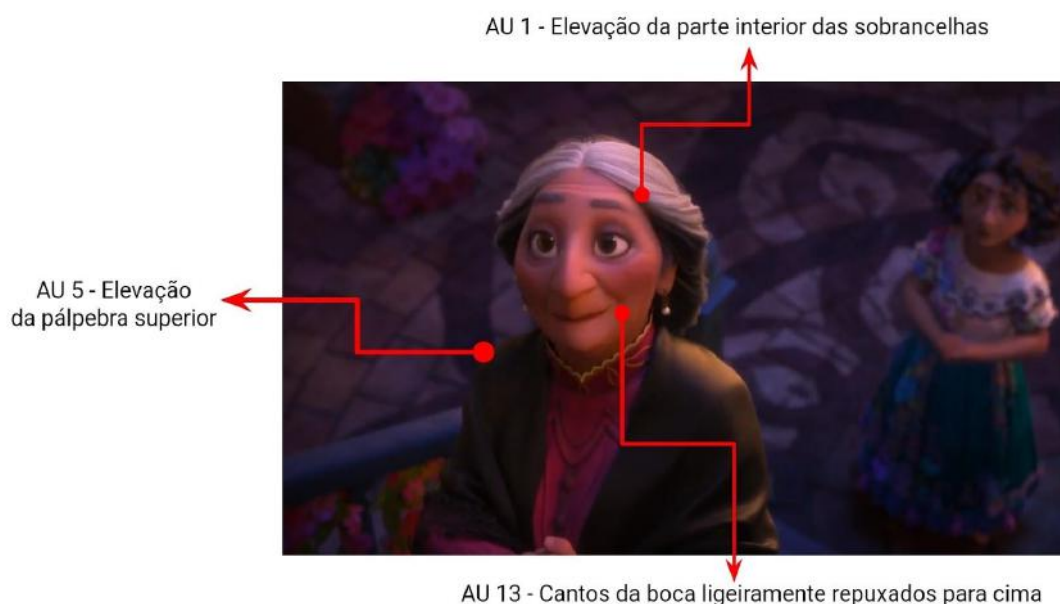 AU 1 - Elevação da parte interior das sobrancelhas
AU 5 - Elevação
da pálpebra superior
AU 13 - Cantos da boca ligeiramente repuxados para cima